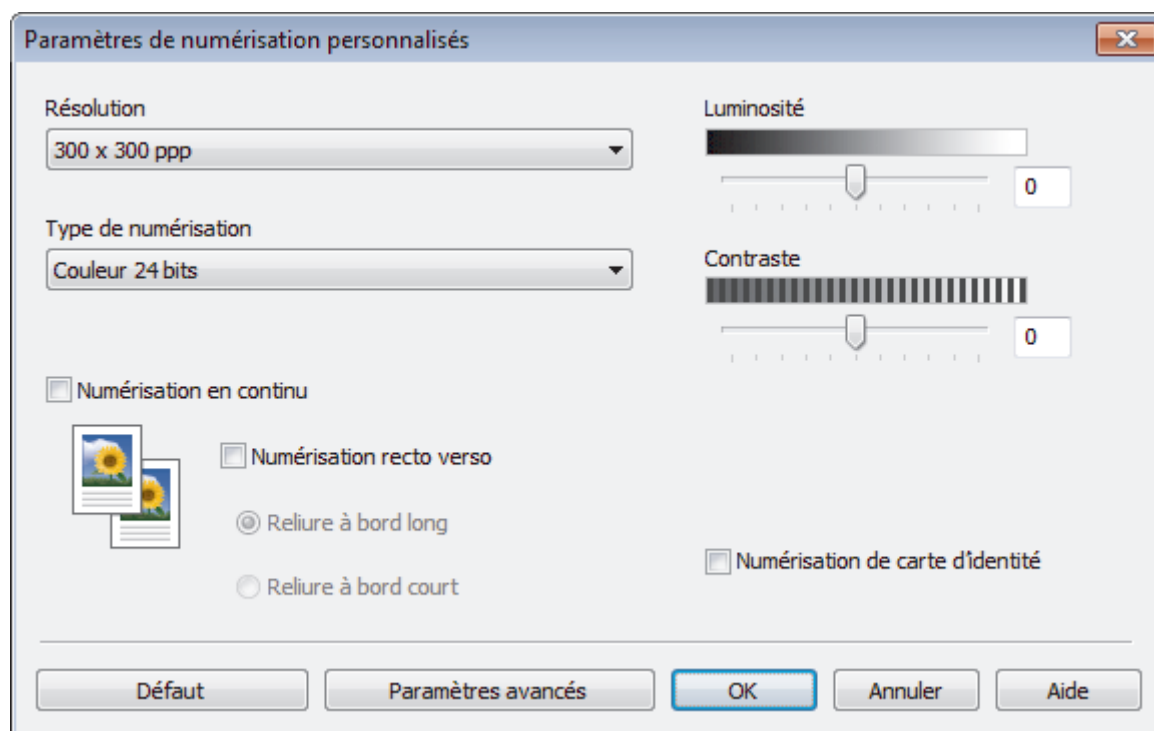 Paramètres de numérisation personnalisés
Résolution
300 x 300 ppp
Type de numérisation
Couleur 24 bits
Luminosité
0
Contraste
0
Numérisation en continu
Numérisation recto verso
Reliure à bord long
Reliure à bord court
Numérisation de carte d'identité
Défaut
Paramètres avancés
OK
Annuler
Aide